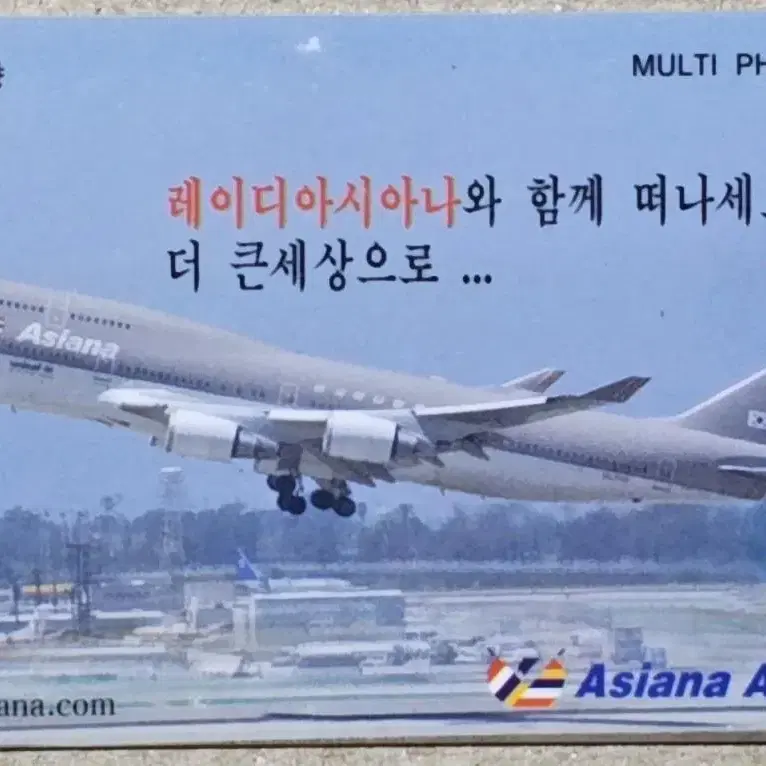 MULTI PH
레이디아시아나와 함께 떠나세
더 큰세상으로 ...
Asiana
ana.com
Asiana A